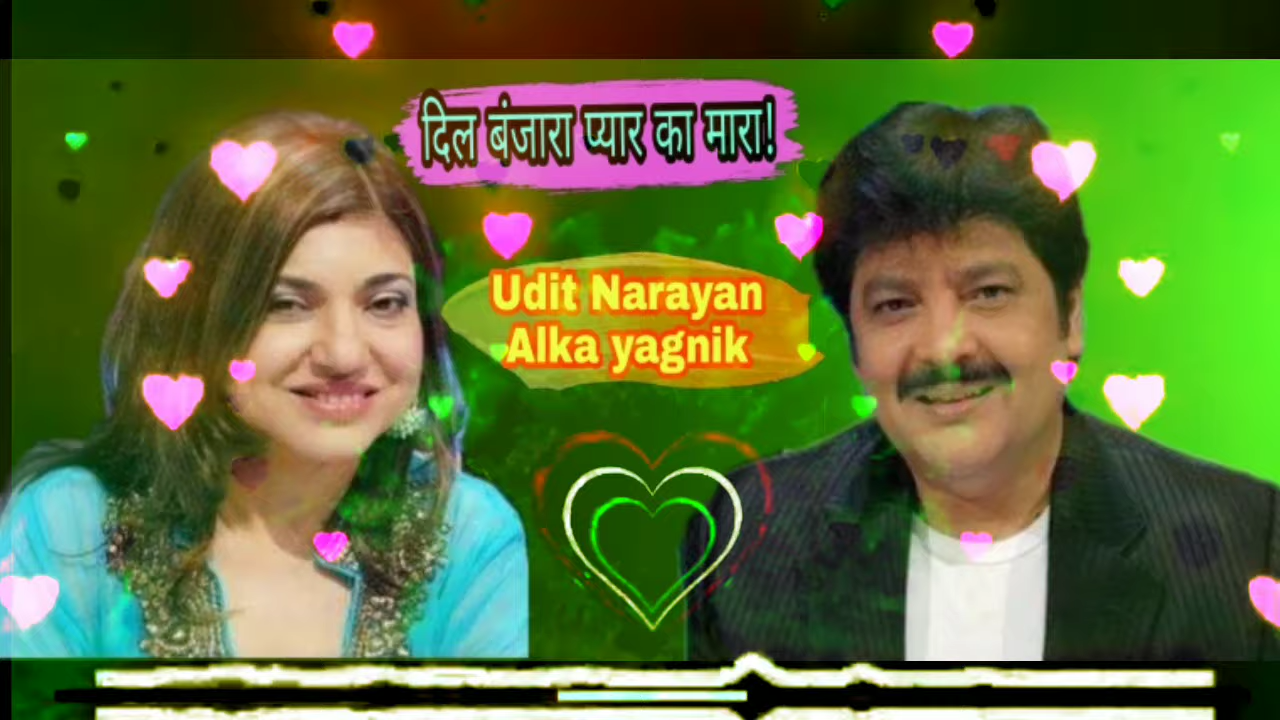 दिल बंजारा प्यार का मारा!
Udit Narayan
Alka yagnik